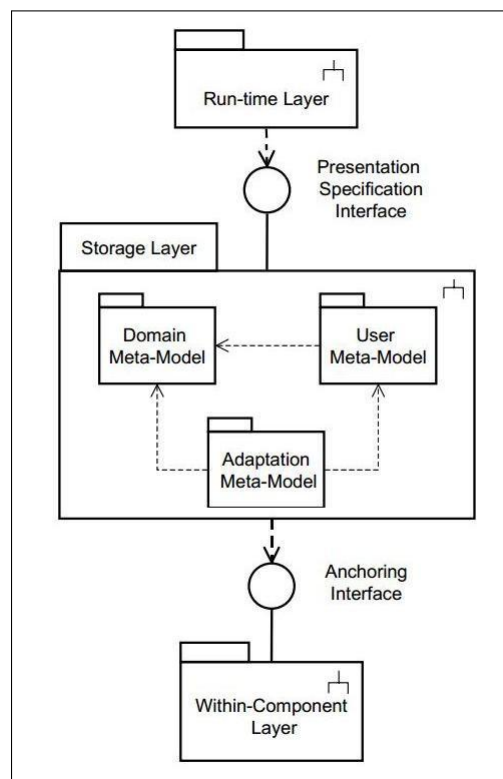 Run-time Layer
Presentation
Specification
Interface
Storage Layer
Domain
Meta-Model
User
Meta-Model
Adaptation
Meta-Model
Anchoring
Interface
Within-Component
Layer